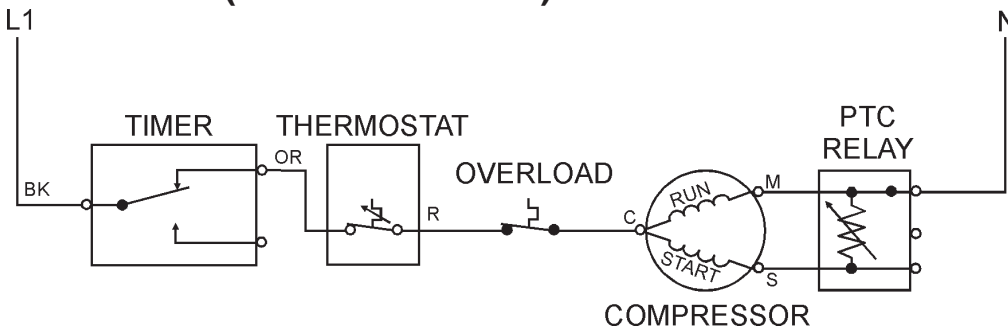 L1
N
TIMER
THERMOSTAT
PTC
RELAY
OR
OVERLOAD
BK
RUN
M
R
C
START
S
COMPRESSOR